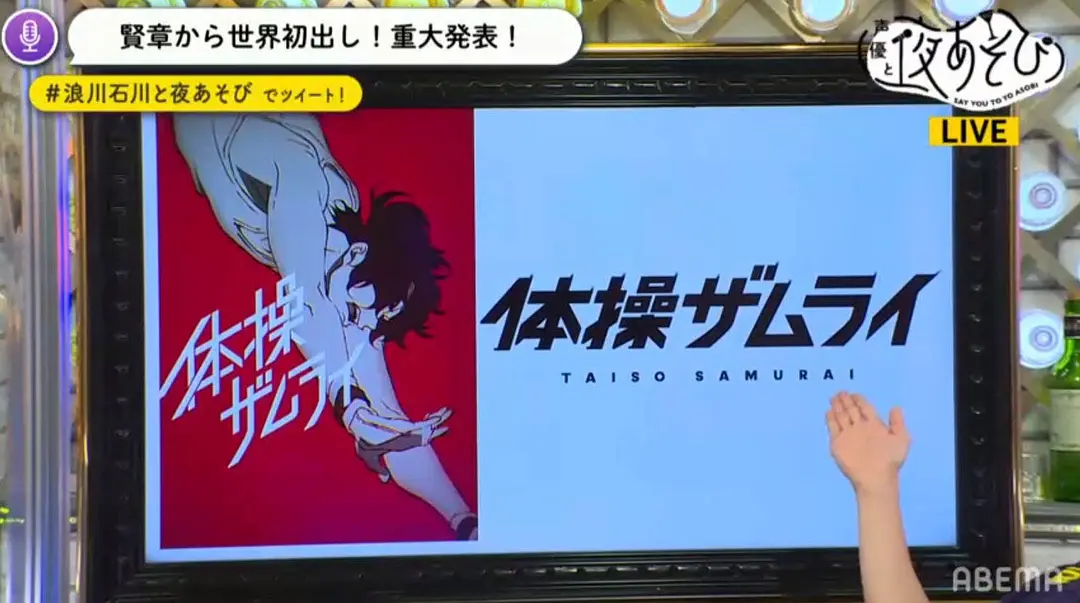 賢章から世界初出し！重大発表！
#浪川石川と夜あそび でツイート!
声優と
夜あそび
SAY YOU TO YO ASOBI
LIVE
体操
ザムライ
体操ザムライ
TAISO SAMURAI
ABEMA